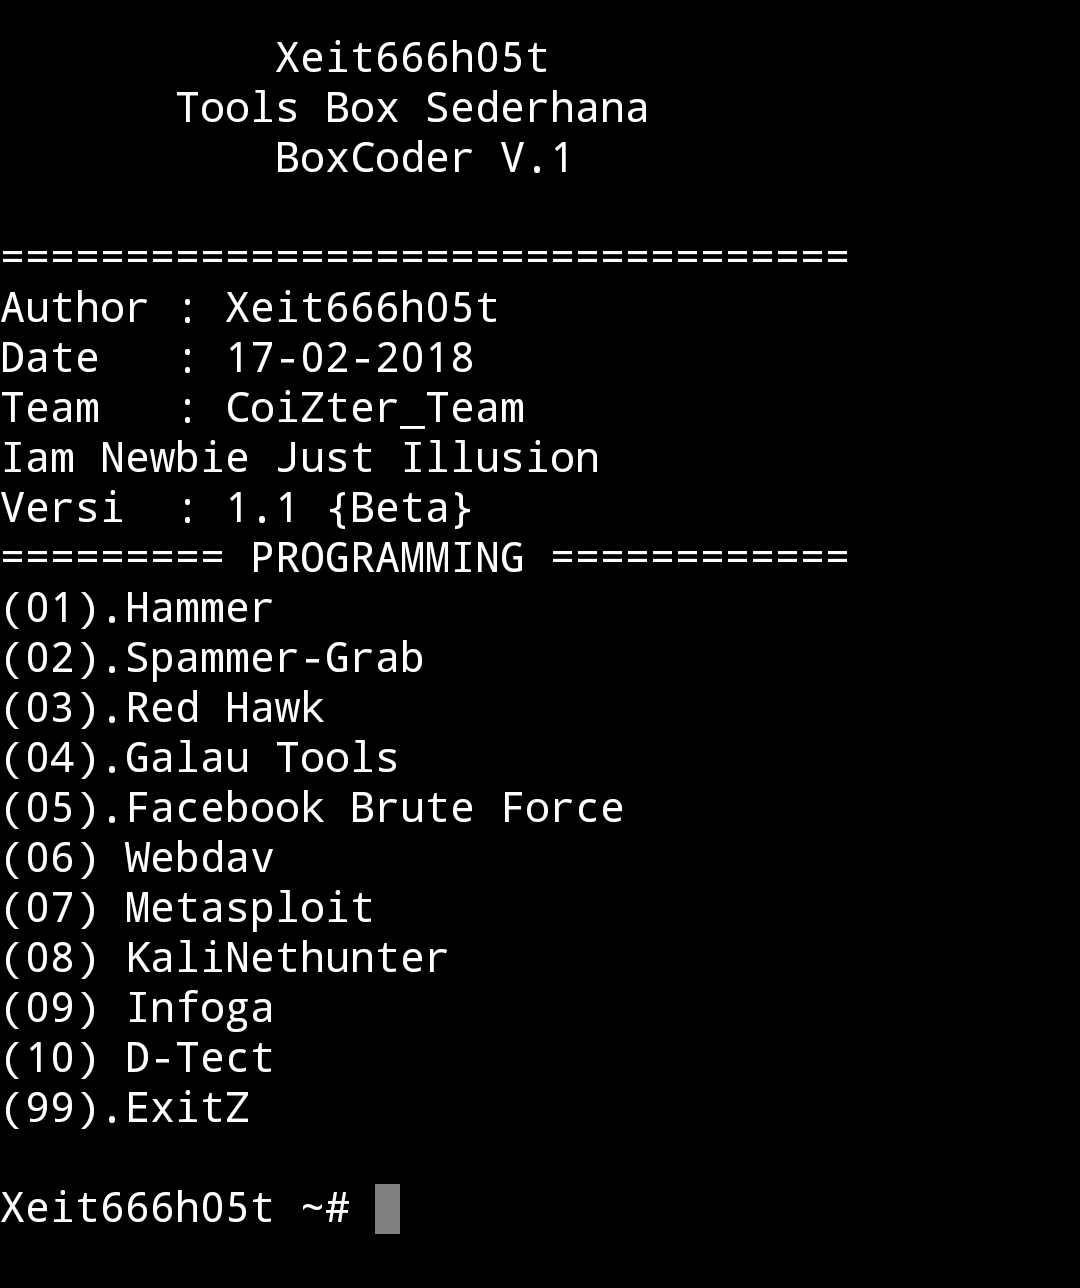 Xeit666h05t
Tools Box Sederhana
BoxCoder V.1
==================================
Author : Xeit666h05t
Date   : 17-02-2018
Team   : CoiZter_Team
Iam Newbie Just Illusion
Versi  : 1.1 {Beta}
========= PROGRAMMING ============
(01).Hammer
(02).Spammer-Grab
(03).Red Hawk
(04).Galau Tools
(05).Facebook Brute Force
(06) Webdav
(07) Metasploit
(08) KaliNethunter
(09) Infoga
(10) D-Tect
(99).ExitZ
Xeit666h05t ~#